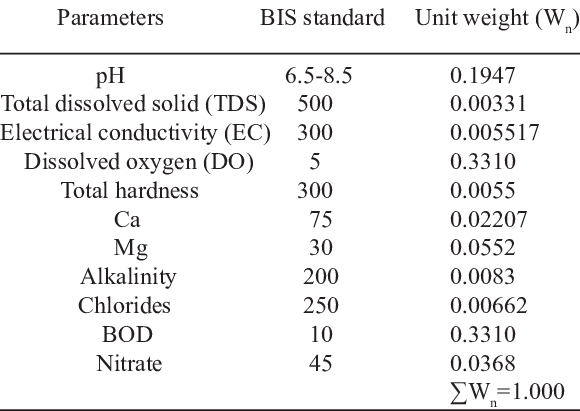 Parameters BIS standard Unit weight (Wn)
pH 6.5-8.5 0.1947
Total dissolved solid (TDS) 500 0.00331
Electrical conductivity (EC) 300 0.005517
Dissolved oxygen (DO) 5 0.3310
Total hardness 300 0.0055
Ca 75 0.02207
Mg 30 0.0552
Alkalinity 200 0.0083
Chlorides 250 0.00662
BOD 10 0.3310
Nitrate 45 0.0368
∑Wn=1.000